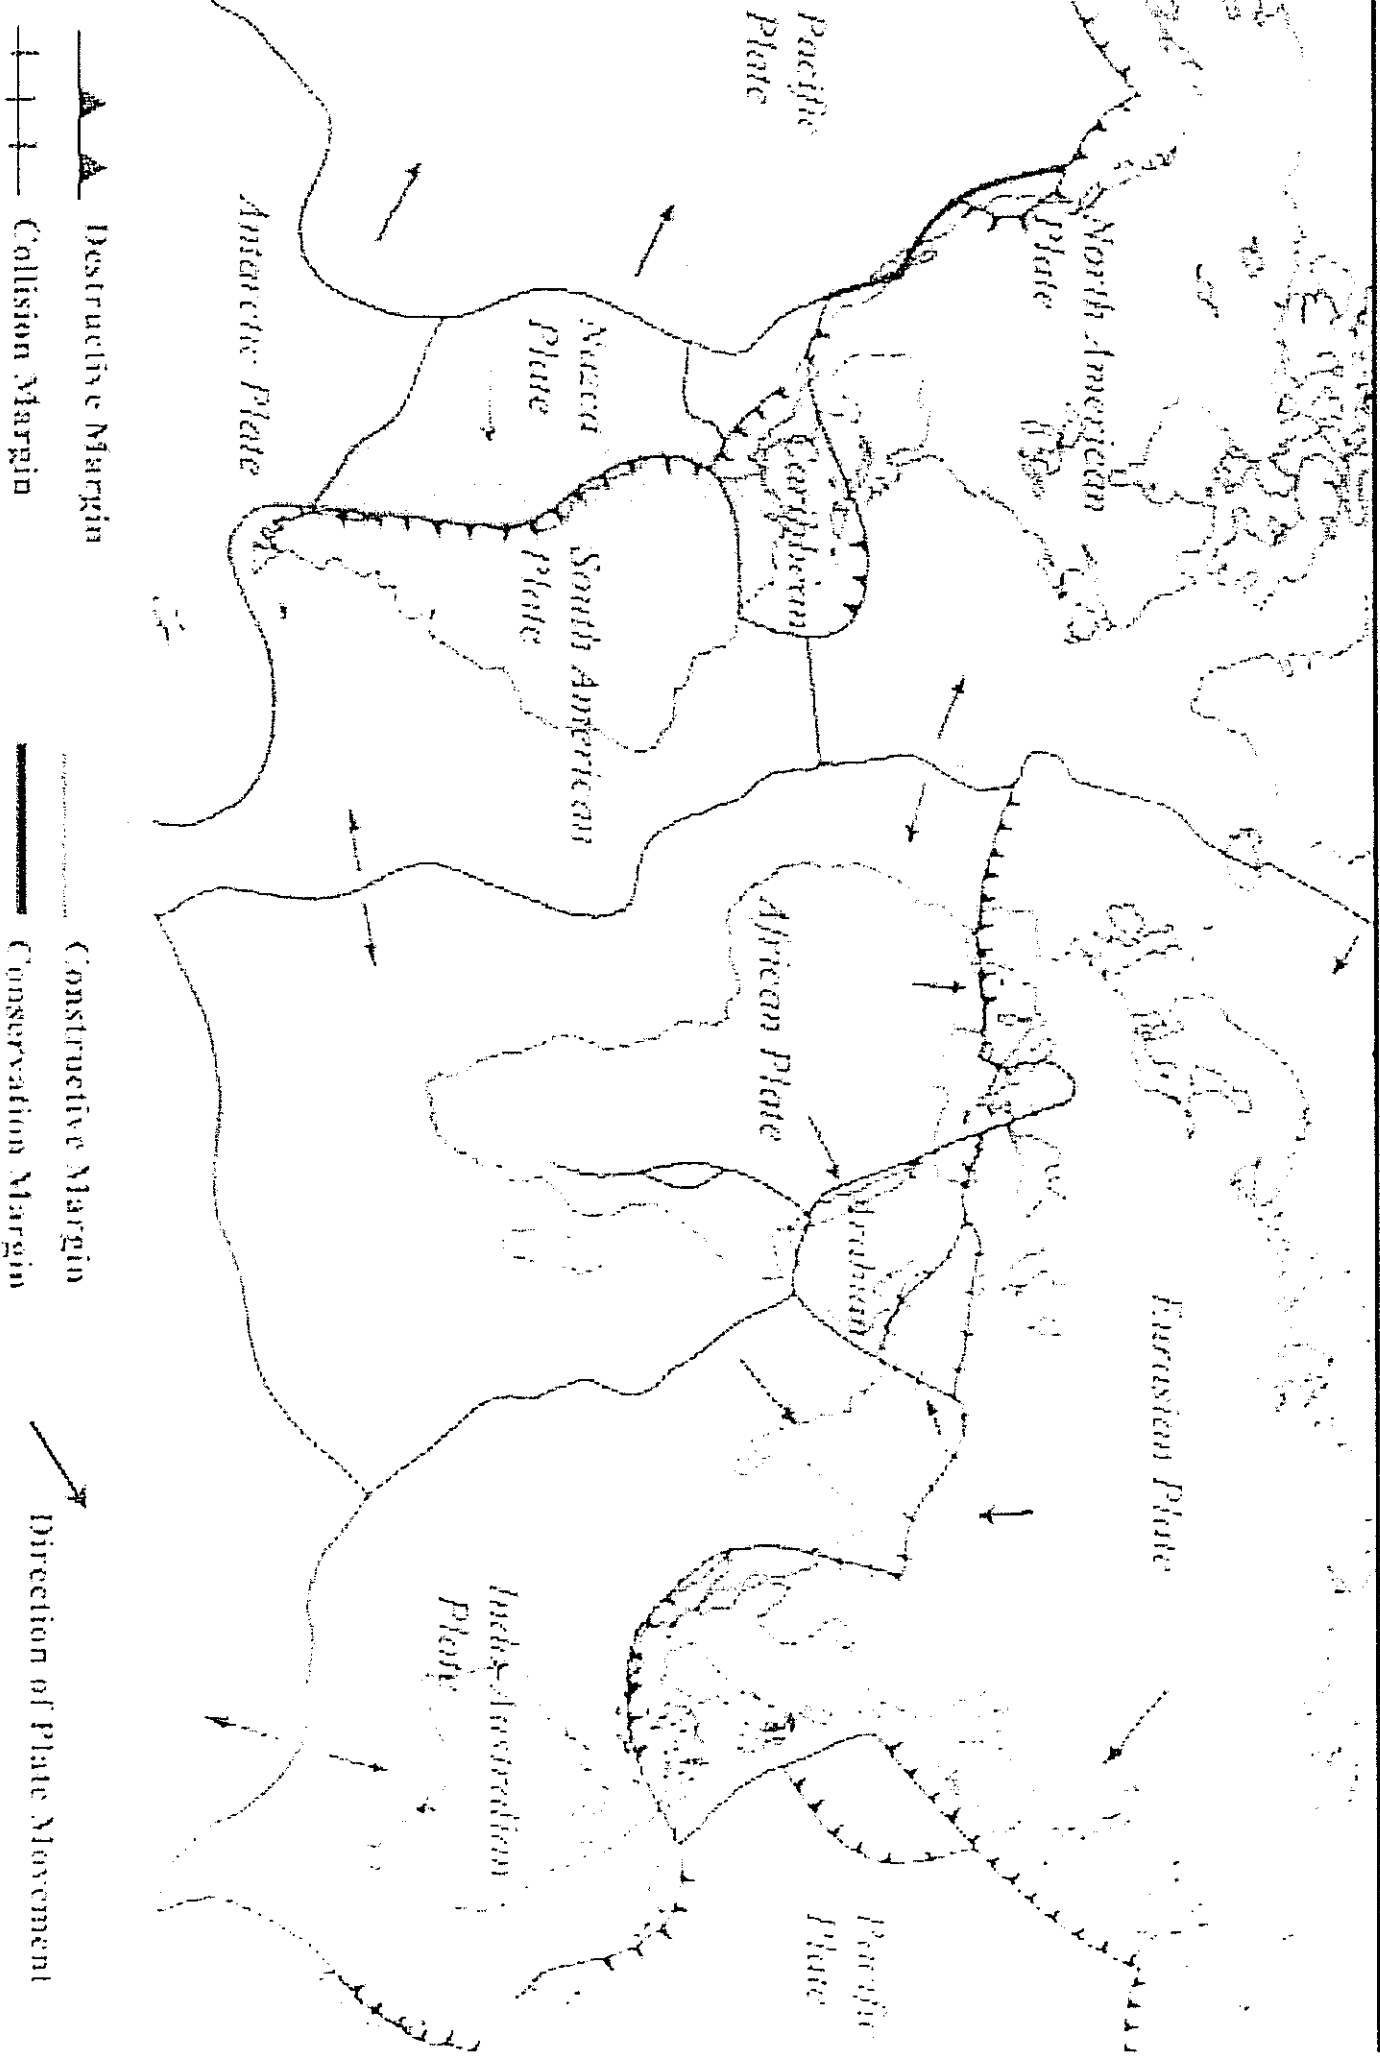 Pacific
Plate
North American
Plate
Nazca
Plate
Antarctic Plate
Caribbean
South American
Plate
African Plate
Arabian
Eurasian Plate
Indo-Australian
Plate
Pacific
Plate
Destructive Margin
Collision Margin
Constructive Margin
Conservation Margin
Direction of Plate Movement